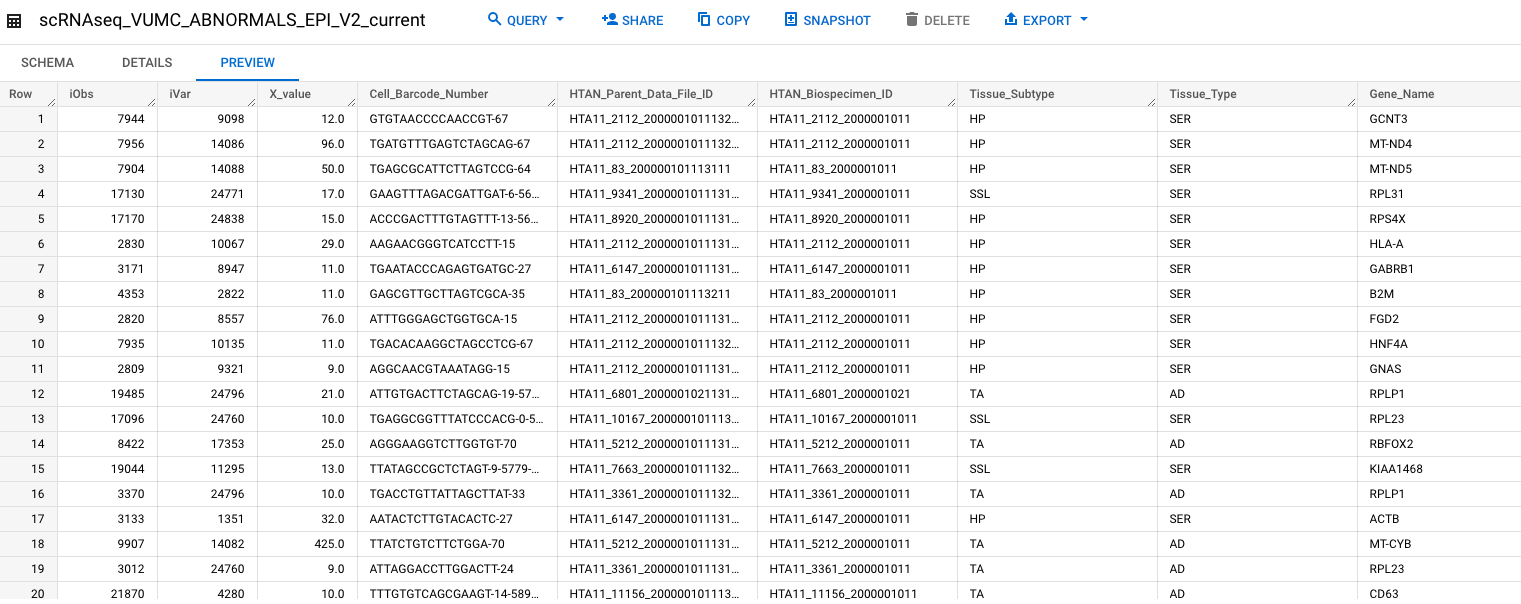 scRNAseq_VUMC_ABNORMALS_EPI_V2_current QUERY SHARE COPY SNAPSHOT DELETE EXPORT
SCHEMA DETAILS PREVIEW
Row iObs iVar X_value Cell_Barcode_Number HTAN_Parent_Data_File_ID HTAN_Biospecimen_ID Tissue_Subtype Tissue_Type Gene_Name
1 7944 9098 12.0 GTGTAACCCCAACCGT-67 HTA11_2112_2000001011132... HTA11_2112_2000001011 HP SER GCNT3
2 7956 14086 96.0 TGATGTTTGAGTCTAGCAG-67 HTA11_2112_2000001011132... HTA11_2112_2000001011 HP SER MT-ND4
3 7904 14088 50.0 TGAGCGCATTCTTAGTCCG-64 HTA11_83_200000101113111 HTA11_83_2000001011 HP SER MT-ND5
4 17130 24771 17.0 GAAGTTTAGACGATTGAT-6-56... HTA11_9341_2000001011131... HTA11_9341_2000001011 SSL SER RPL31
5 17170 24838 15.0 ACCCGACTTTGTAGTTT-13-56... HTA11_8920_2000001011131... HTA11_8920_2000001011 HP SER RPS4X
6 2830 10067 29.0 AAGAACGGGTCATCCTT-15 HTA11_2112_2000001011131... HTA11_2112_2000001011 HP SER HLA-A
7 3171 8947 11.0 TGAATACCCAGAGTGATGC-27 HTA11_6147_2000001011131... HTA11_6147_2000001011 HP SER GABRB1
8 4353 2822 11.0 GAGCGTTGCTTAGTCGCA-35 HTA11_83_200000101113211 HTA11_83_2000001011 HP SER B2M
9 2820 8557 76.0 ATTTGGGAGCTGGTGCA-15 HTA11_2112_2000001011131... HTA11_2112_2000001011 HP SER FGD2
10 7935 10135 11.0 TGACACAAGGCTAGCCTCG-67 HTA11_2112_2000001011132... HTA11_2112_2000001011 HP SER HNF4A
11 2809 9321 9.0 AGGCAACGTAAATAGG-15 HTA11_2112_2000001011131... HTA11_2112_2000001011 HP SER GNAS
12 19485 24796 21.0 ATTGTGACTTCTAGCAG-19-57... HTA11_6801_2000001021131... HTA11_6801_2000001021 TA AD RPLP1
13 17096 24760 10.0 TGAGGCGGTTTATCCCACG-0-5... HTA11_10167_200000101113... HTA11_10167_2000001011 SSL SER RPL23
14 8422 17353 25.0 AGGGAAGGTCTTGGTGT-70 HTA11_5212_2000001011131... HTA11_5212_2000001011 TA AD RBFOX2
15 19044 11295 13.0 TTATAGCCGCTCTAGT-9-5779-... HTA11_7663_2000001011132... HTA11_7663_2000001011 SSL SER KIAA1468
16 3370 24796 10.0 TGACCTGTTATTAGCTTAT-33 HTA11_3361_2000001011132... HTA11_3361_2000001011 TA AD RPLP1
17 3133 1351 32.0 AATACTCTTGTACACTC-27 HTA11_6147_2000001011131... HTA11_6147_2000001011 HP SER ACTB
18 9907 14082 425.0 TTATCTGTCTTCTGGA-70 HTA11_5212_2000001011131... HTA11_5212_2000001011 TA AD MT-CYB
19 3012 24760 9.0 ATTAGGACCTTGGACTT-24 HTA11_3361_2000001011131... HTA11_3361_2000001011 TA AD RPL23
20 21870 4280 10.0 TTTGTGTCAGCGAAGT-14-589... HTA11_11156_200000101113... HTA11_11156_2000001011 TA AD CD63